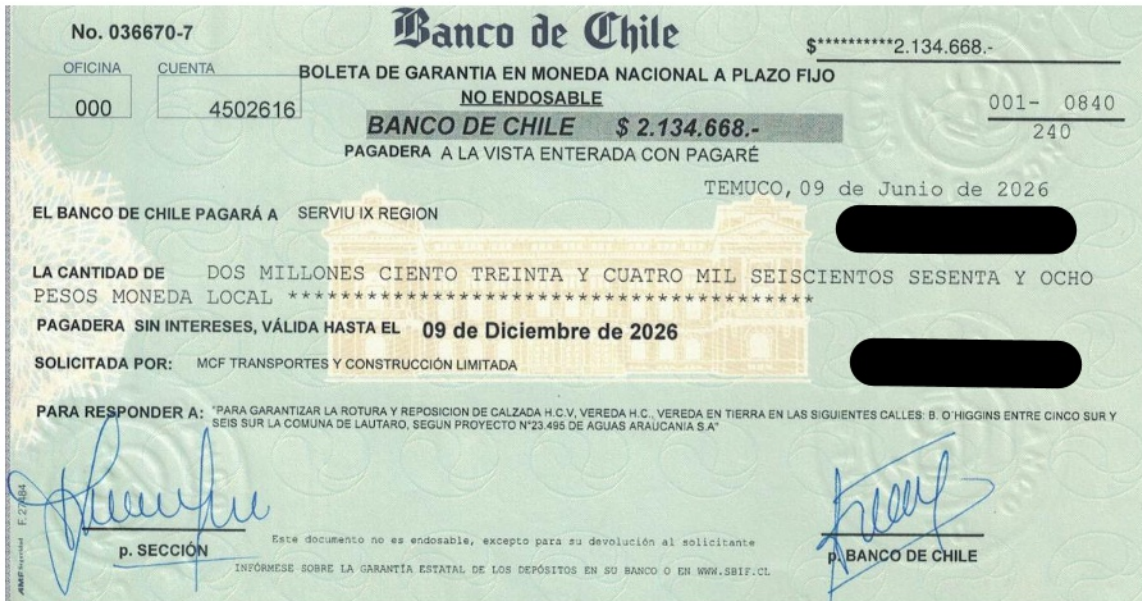 No. 036670-7
Banco de Chile
$**********2.134.668.-
OFICINA CUENTA
000 4502616
BOLETA DE GARANTIA EN MONEDA NACIONAL A PLAZO FIJO
NO ENDOSABLE
001- 0840
240
BANCO DE CHILE $ 2.134.668.-
PAGADERA A LA VISTA ENTERADA CON PAGARÉ
TEMUCO, 09 de Junio de 2026
EL BANCO DE CHILE PAGARÁ A SERVIU IX REGION
LA CANTIDAD DE DOS MILLONES CIENTO TREINTA Y CUATRO MIL SEISCIENTOS SESENTA Y OCHO
PESOS MONEDA LOCAL ****************************************
PAGADERA SIN INTERESES, VÁLIDA HASTA EL 09 de Diciembre de 2026
SOLICITADA POR: MCF TRANSPORTES Y CONSTRUCCIÓN LIMITADA
PARA RESPONDER A: "PARA GARANTIZAR LA ROTURA Y REPOSICION DE CALZADA H.C.V, VEREDA H.C., VEREDA EN TIERRA EN LAS SIGUIENTES CALLES: B. O'HIGGINS ENTRE CINCO SUR Y
SEIS SUR LA COMUNA DE LAUTARO, SEGUN PROYECTO N°23.495 DE AGUAS ARAUCANIA S.A"
F. 27484
AMF Seguridad
p. SECCIÓN
p. BANCO DE CHILE
Este documento no es endosable, excepto para su devolución al solicitante
INFÓRMESE SOBRE LA GARANTÍA ESTATAL DE LOS DEPÓSITOS EN SU BANCO O EN WWW.SBIF.CL